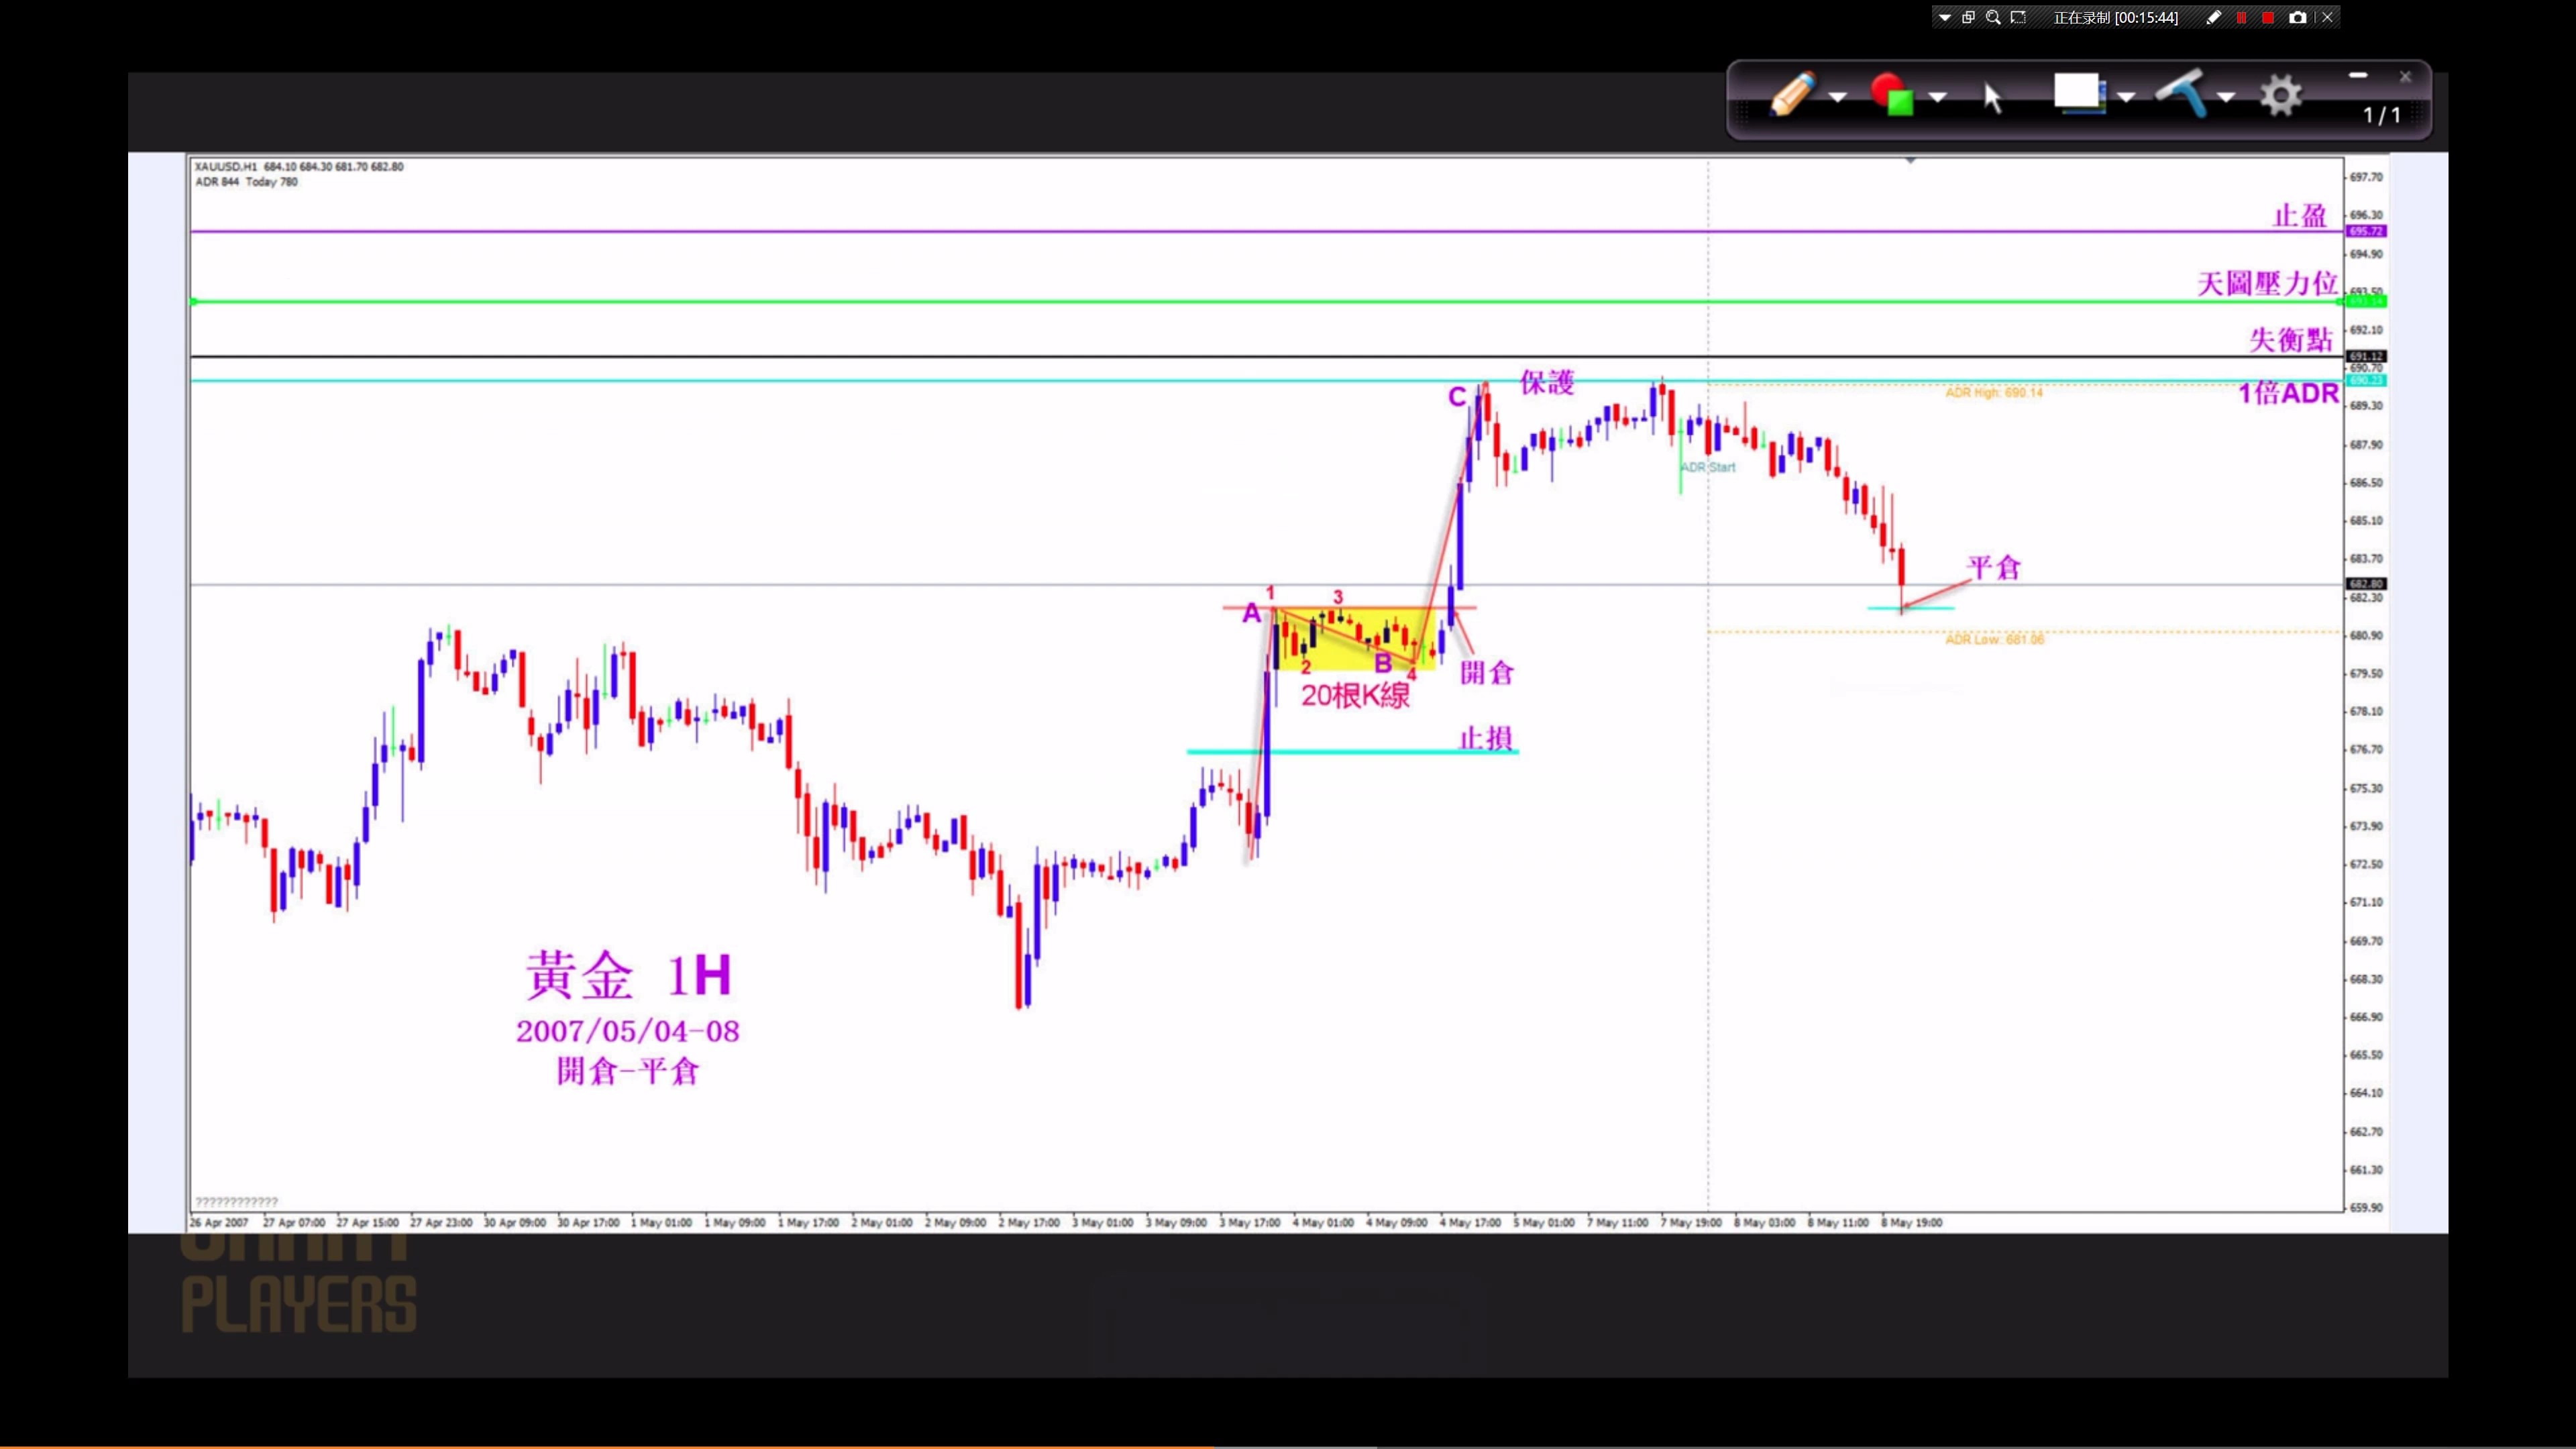 正在录制 [00:15:44]
1/1
XAUUSD,H1 684.10 684.30 681.70 682.80
ADR 844 Today 780
697.70
止盈
696.30
695.72
694.90
天圖壓力位
693.50
693.14
692.10
失衡點
691.12
690.70
690.23
C
保護
ADR High: 690.14
1倍ADR
689.30
687.90
ADR Start
686.50
685.10
683.70
平倉
682.80
682.30
1
3
A
680.90
ADR Low: 681.06
2
B
4
開倉
679.50
20根K線
678.10
止損
676.70
675.30
673.90
672.50
671.10
669.70
黃金 1H
668.30
666.90
2007/05/04-08
665.50
開倉-平倉
664.10
662.70
661.30
????????????
659.90
26 Apr 2007 27 Apr 07:00 27 Apr 15:00 27 Apr 23:00 30 Apr 09:00 30 Apr 17:00 1 May 01:00 1 May 09:00 1 May 17:00 2 May 01:00 2 May 09:00 2 May 17:00 3 May 01:00 3 May 09:00 3 May 17:00 4 May 01:00 4 May 09:00 4 May 17:00 5 May 01:00 7 May 11:00 7 May 19:00 8 May 03:00 8 May 11:00 8 May 19:00
PLAYERS